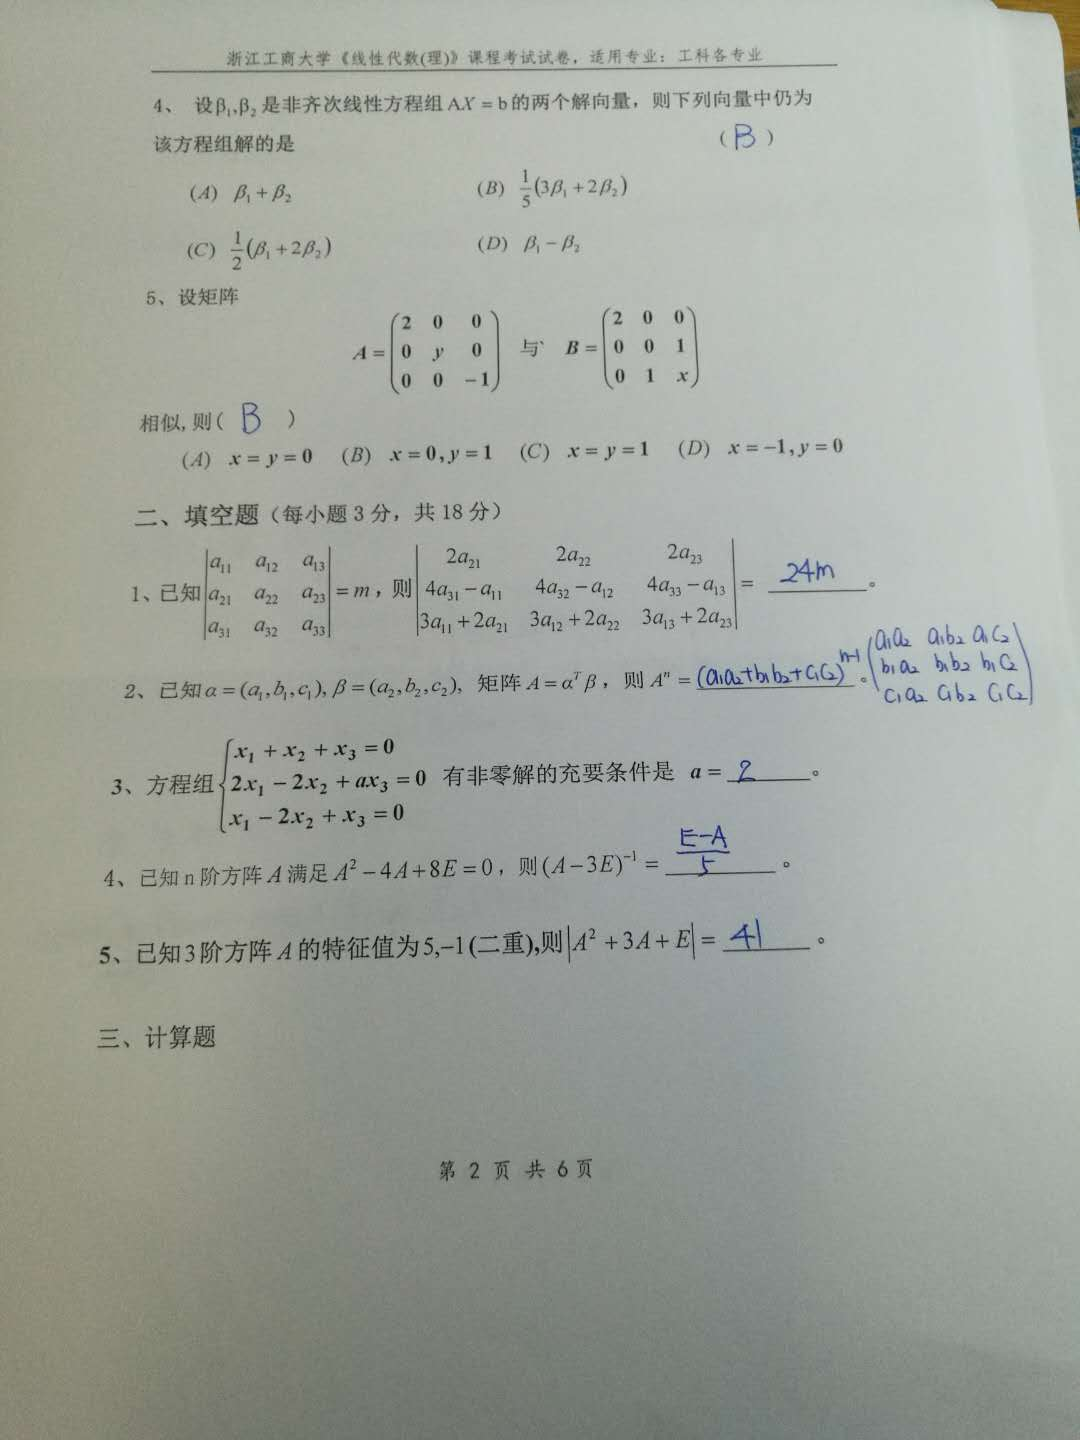 浙江工商大学《线性代数(理)》课程考试试卷，适用专业：工科各专业
4、 设β₁,β₂是非齐次线性方程组AX = b的两个解向量，则下列向量中仍为
该方程组解的是 （ B ）
(A) β₁ + β₂ (B) 1/5(3β₁ + 2β₂)
(C) 1/2(β₁ + 2β₂) (D) β₁ − β₂
5、设矩阵
A = (2 0 0; 0 y 0; 0 0 −1) 与 B = (2 0 0; 0 0 1; 0 1 x)
相似,则( B )
(A) x = y = 0 (B) x = 0, y = 1 (C) x = y = 1 (D) x = −1, y = 0
二、填空题（每小题 3 分，共 18 分）
1、已知 |a₁₁ a₁₂ a₁₃; a₂₁ a₂₂ a₂₃; a₃₁ a₃₂ a₃₃| = m，则 |2a₂₁ 2a₂₂ 2a₂₃; 4a₃₁ − a₁₁ 4a₃₂ − a₁₂ 4a₃₃ − a₁₃; 3a₁₁ + 2a₂₁ 3a₁₂ + 2a₂₂ 3a₁₃ + 2a₂₃| = 24m 。
2、已知 α = (a₁, b₁, c₁), β = (a₂, b₂, c₂), 矩阵 A = αᵀβ，则 Aⁿ = (a₁a₂+b₁b₂+c₁c₂)ⁿ⁻¹ 。(a₁a₂ a₁b₂ a₁c₂; b₁a₂ b₁b₂ b₁c₂; c₁a₂ c₁b₂ c₁c₂)
3、方程组 {x₁ + x₂ + x₃ = 0; 2x₁ − 2x₂ + ax₃ = 0; x₁ − 2x₂ + x₃ = 0 有非零解的充要条件是 a = 2 。
4、已知 n 阶方阵 A 满足 A² − 4A + 8E = 0，则 (A − 3E)⁻¹ = E−A/5 。
5、已知3阶方阵 A 的特征值为 5,−1 (二重),则 |A² + 3A + E| = 41 。
三、计算题
第 2 页 共 6 页